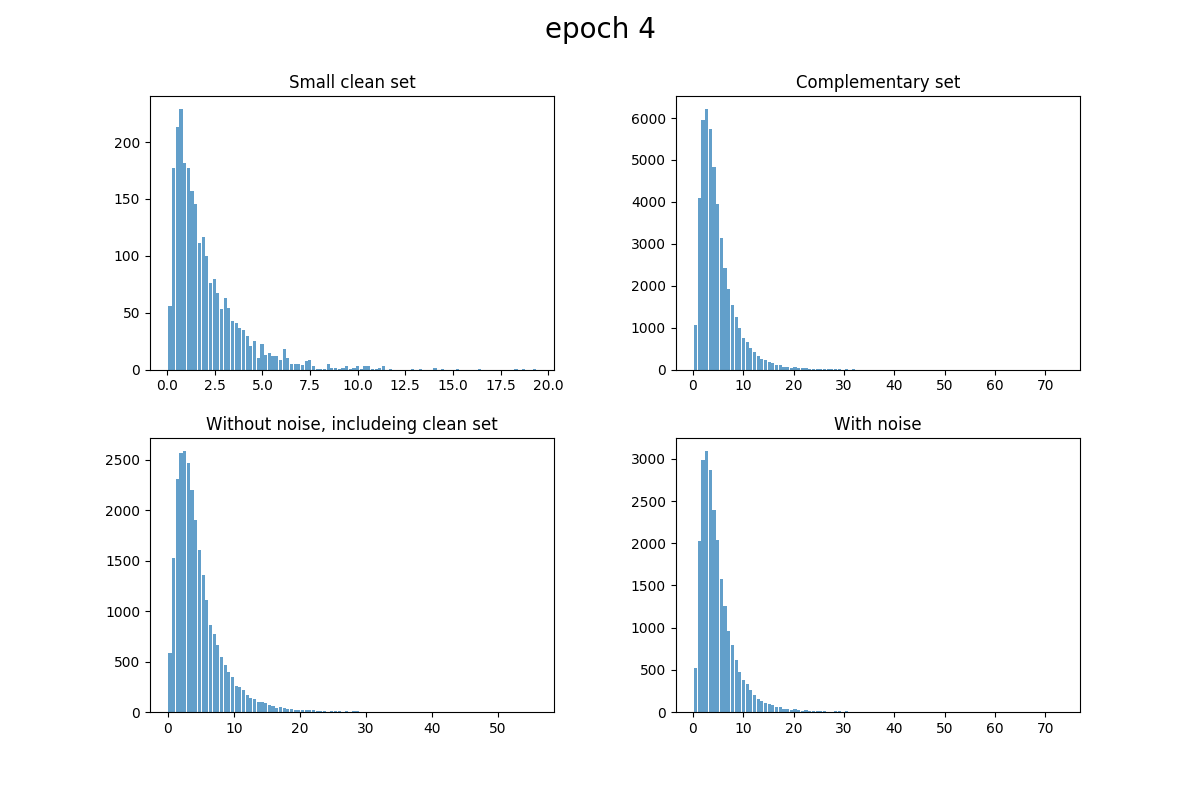 epoch 4
Small clean set
200
150
100
50
0
0.0 2.5 5.0 7.5 10.0 12.5 15.0 17.5 20.0
Complementary set
6000
5000
4000
3000
2000
1000
0
0 10 20 30 40 50 60 70
Without noise, includeing clean set
2500
2000
1500
1000
500
0
0 10 20 30 40 50
With noise
3000
2500
2000
1500
1000
500
0
0 10 20 30 40 50 60 70